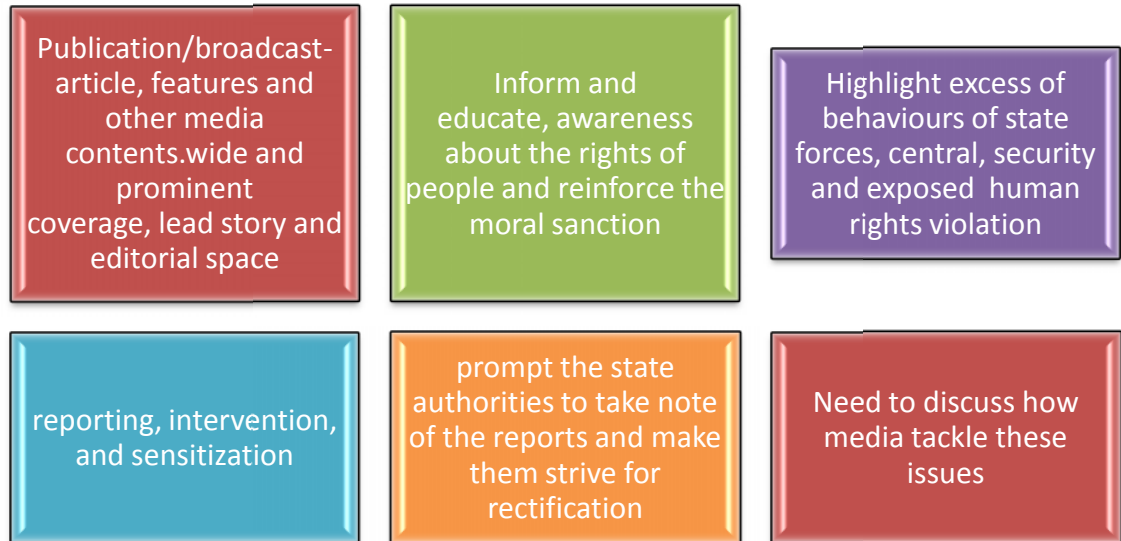 Publication/broadcast-
article, features and
other media
contents.wide and
prominent
coverage, lead story and
editorial space
Inform and
educate, awareness
about the rights of
people and reinforce the
moral sanction
Highlight excess of
behaviours of state
forces, central, security
and exposed human
rights violation
reporting, intervention,
and sensitization
prompt the state
authorities to take note
of the reports and make
them strive for
rectification
Need to discuss how
media tackle these
issues